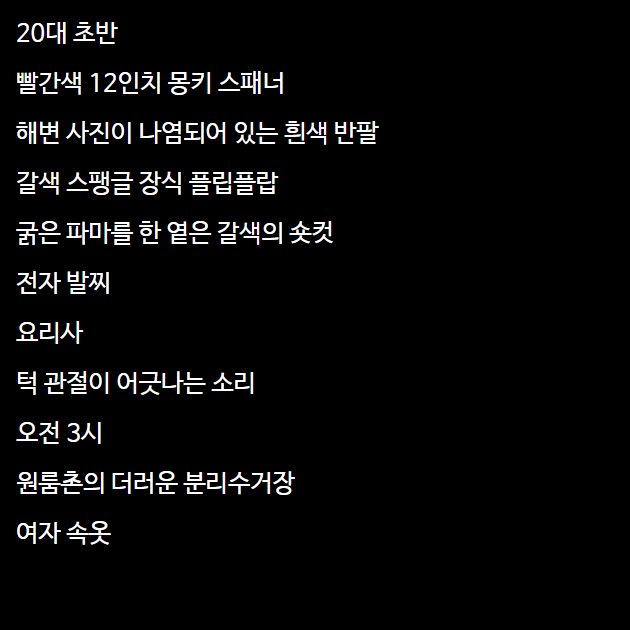 20대 초반
빨간색 12인치 몽키 스패너
해변 사진이 나염되어 있는 흰색 반팔
갈색 스팽글 장식 플립플랍
굵은 파마를 한 옅은 갈색의 숏컷
전자 발찌
요리사
턱 관절이 어긋나는 소리
오전 3시
원룸촌의 더러운 분리수거장
여자 속옷